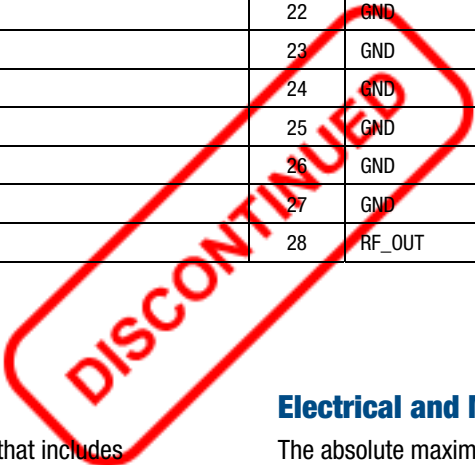 22 GND
23 GND
24 GND
25 GND
26 GND
27 GND
28 RF_OUT
DISCONTINUED
that includes
Electrical and
The absolute maxim